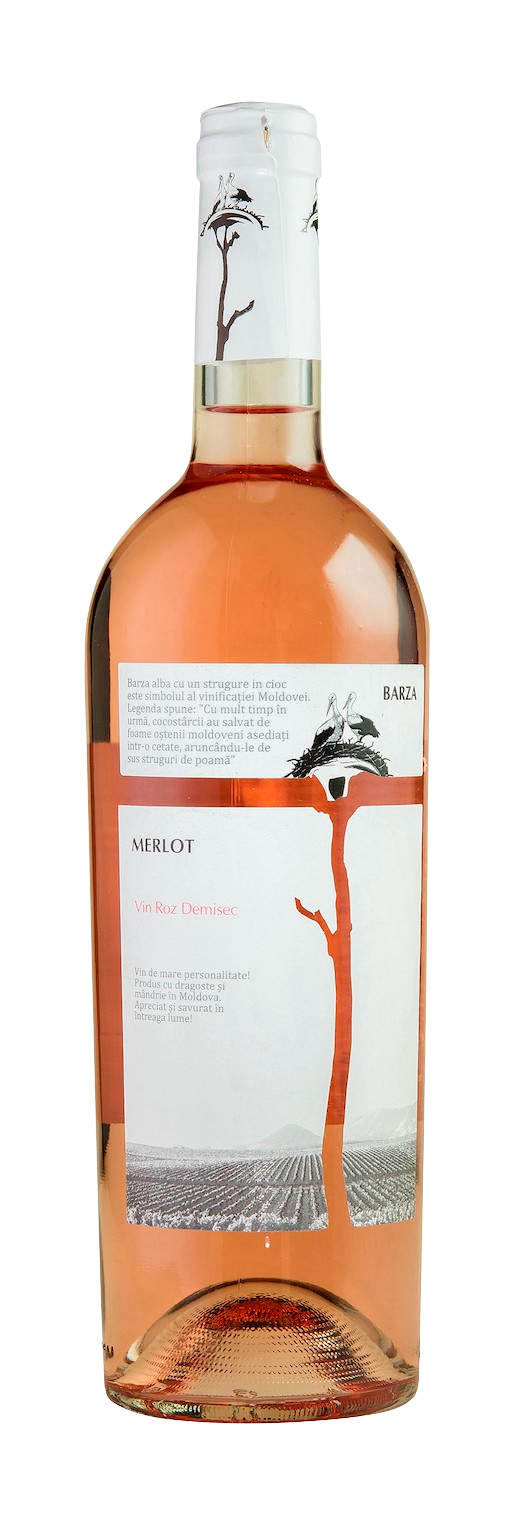 Barza alba cu un strugure in cioc
este simbolul al vinificației Moldovei.
Legenda spune: "Cu mult timp în
urmă, cocostârcii au salvat de
foame oștenii moldoveni asediați
intr-o cetate, aruncându-le de
sus struguri de poamă"
BARZA
MERLOT
Vin Roz Demisec
Vin de mare personalitate!
Produs cu dragoste și
mândrie în Moldova.
Apreciat și savurat în
întreaga lume!